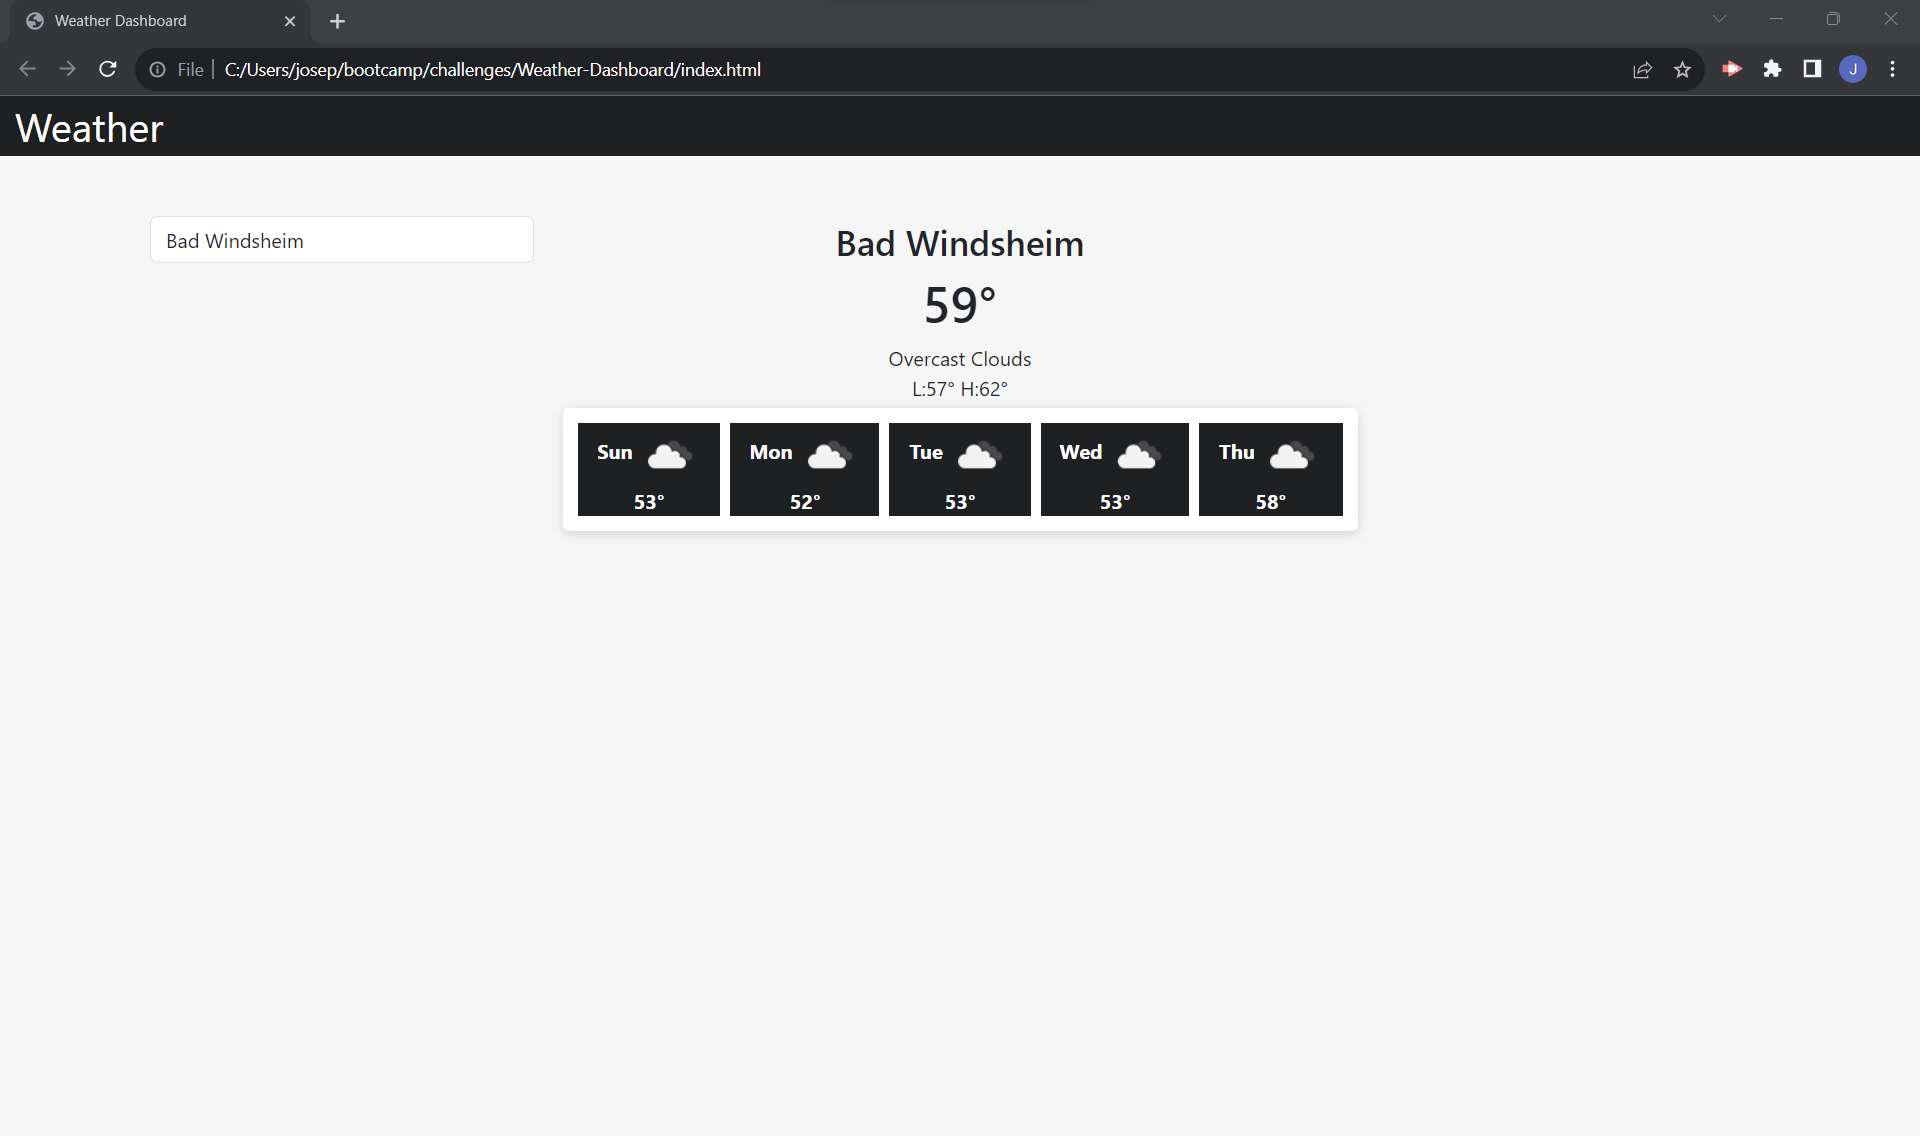 Weather Dashboard
File | C:/Users/josep/bootcamp/challenges/Weather-Dashboard/index.html
J
Weather
Bad Windsheim
Bad Windsheim
59°
Overcast Clouds
L:57° H:62°
Sun Mon Tue Wed Thu
53° 52° 53° 53° 58°